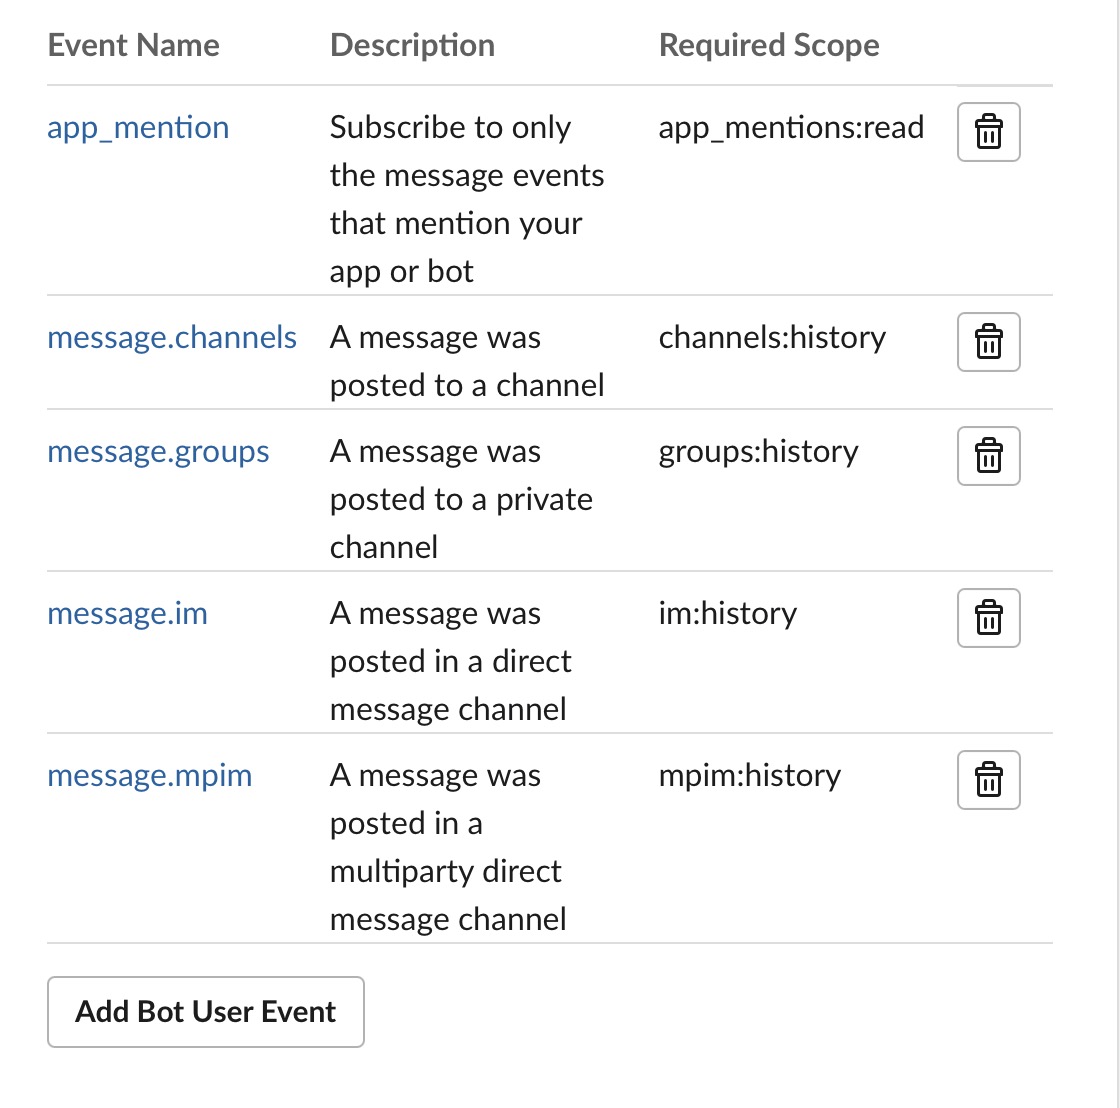 Event Name Description Required Scope
app_mention Subscribe to only app_mentions:read
the message events
that mention your
app or bot
message.channels A message was channels:history
posted to a channel
message.groups A message was groups:history
posted to a private
channel
message.im A message was im:history
posted in a direct
message channel
message.mpim A message was mpim:history
posted in a
multiparty direct
message channel
Add Bot User Event